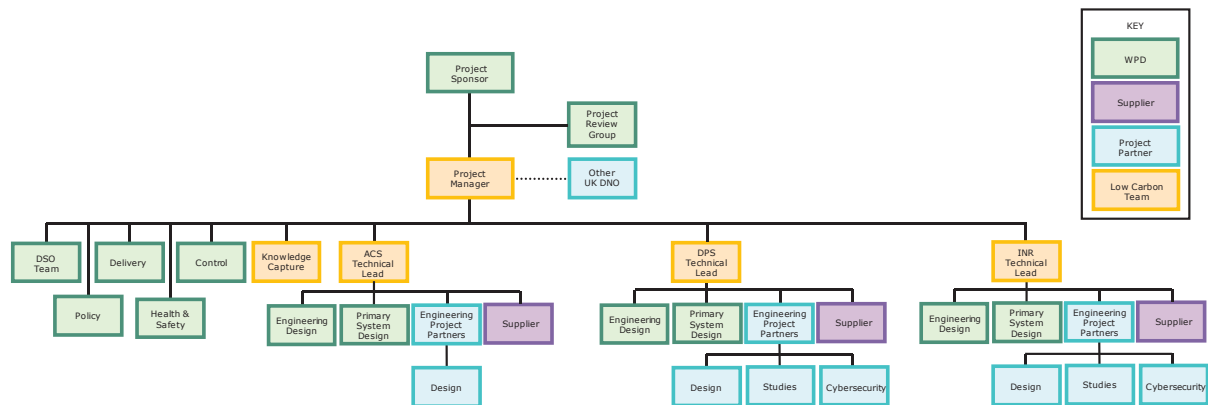 KEY
WPD
Supplier
Project
Partner
Low Carbon
Team
Project
Sponsor
Project
Review
Group
Project
Manager
Other
UK DNO
DSO
Team
Policy
Delivery
Health &
Safety
Control
Knowledge
Capture
ACS
Technical
Lead
DPS
Technical
Lead
INR
Technical
Lead
Engineering
Design
Primary
System
Design
Engineering
Project
Partners
Supplier
Design
Engineering
Design
Primary
System
Design
Engineering
Project
Partners
Supplier
Design
Studies
Cybersecurity
Engineering
Design
Primary
System
Design
Engineering
Project
Partners
Supplier
Design
Studies
Cybersecurity